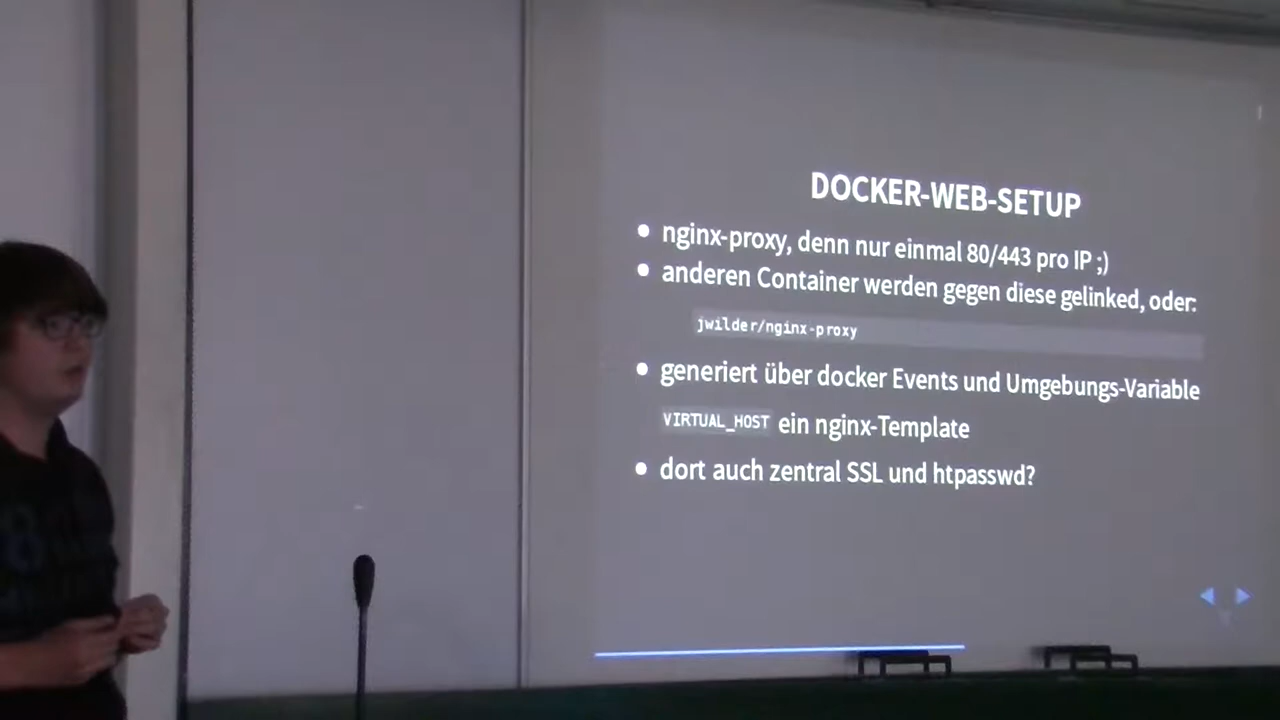 DOCKER-WEB-SETUP
nginx-proxy, denn nur einmal 80/443 pro IP ;)
anderen Container werden gegen diese gelinked, oder:
jwilder/nginx-proxy
generiert über docker Events und Umgebungs-Variable
VIRTUAL_HOST ein nginx-Template
dort auch zentral SSL und htpasswd?